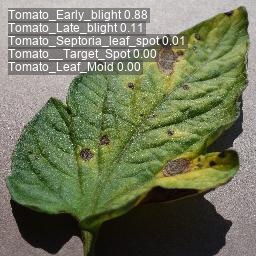 Tomato_Early_blight 0.88
Tomato_Late_blight 0.11
Tomato_Septoria_leaf_spot 0.01
Tomato__Target_Spot 0.00
Tomato_Leaf_Mold 0.00